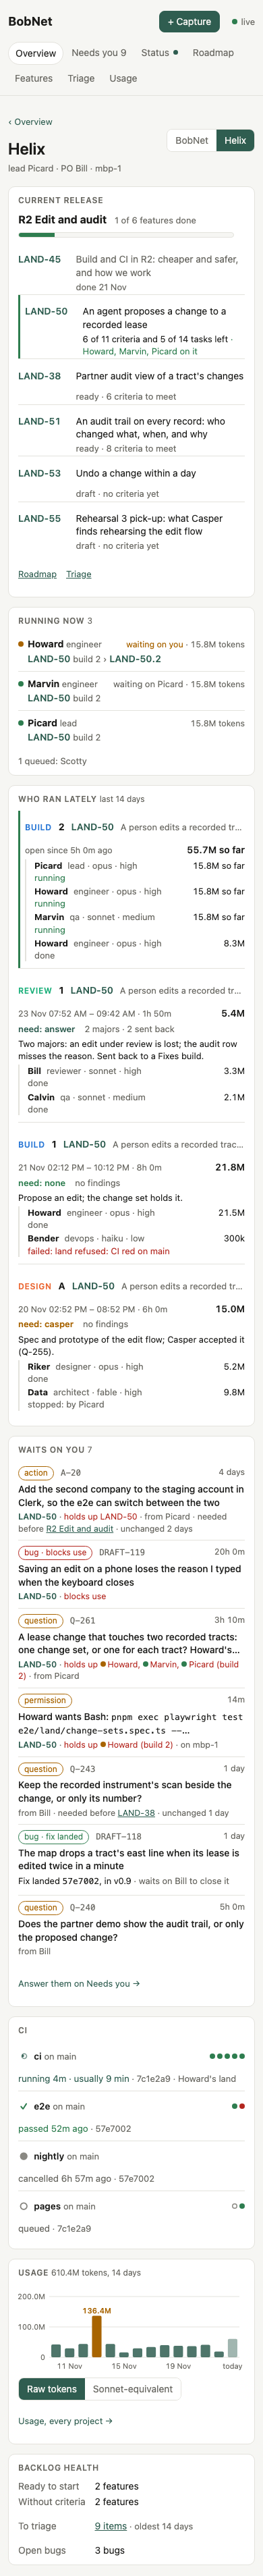 BobNet
+ Capture
live
Overview
Needs you 9
Status
Roadmap
Features
Triage
Usage
‹ Overview
Helix
BobNet
Helix
lead Picard · PO Bill · mbp-1
CURRENT RELEASE
R2 Edit and audit 1 of 6 features done
LAND-45 Build and CI in R2: cheaper and safer,
and how we work
done 21 Nov
LAND-50 An agent proposes a change to a
recorded lease
6 of 11 criteria and 5 of 14 tasks left ·
Howard, Marvin, Picard on it
LAND-38 Partner audit view of a tract's changes
ready · 6 criteria to meet
LAND-51 An audit trail on every record: who
changed what, when, and why
ready · 8 criteria to meet
LAND-53 Undo a change within a day
draft · no criteria yet
LAND-55 Rehearsal 3 pick-up: what Casper
finds rehearsing the edit flow
draft · no criteria yet
Roadmap Triage
RUNNING NOW 3
Howard engineer waiting on you · 15.8M tokens
LAND-50 build 2 › LAND-50.2
Marvin engineer waiting on Picard · 15.8M tokens
LAND-50 build 2
Picard lead 15.8M tokens
LAND-50 build 2
1 queued: Scotty
WHO RAN LATELY last 14 days
BUILD 2 LAND-50 A person edits a recorded tr...
open since 5h 0m ago 55.7M so far
Picard lead · opus · high 15.8M so far
running
Howard engineer · opus · high 15.8M so far
running
Marvin qa · sonnet · medium 15.8M so far
running
Howard engineer · opus · high 8.3M
done
REVIEW 1 LAND-50 A person edits a recorded tr...
23 Nov 07:52 AM – 09:42 AM · 1h 50m 5.4M
need: answer 2 majors · 2 sent back
Two majors: an edit under review is lost; the audit row
misses the reason. Sent back to a Fixes build.
Bill reviewer · sonnet · high 3.3M
done
Calvin qa · sonnet · medium 2.1M
done
BUILD 1 LAND-50 A person edits a recorded trac...
21 Nov 02:12 PM – 10:12 PM · 8h 0m 21.8M
need: none no findings
Propose an edit; the change set holds it.
Howard engineer · opus · high 21.5M
done
Bender devops · haiku · low 300k
failed: land refused: CI red on main
DESIGN A LAND-50 A person edits a recorded tr...
20 Nov 02:52 PM – 08:52 PM · 6h 0m 15.0M
need: casper no findings
Spec and prototype of the edit flow; Casper accepted it
(Q-255).
Riker designer · opus · high 5.2M
done
Data architect · fable · high 9.8M
stopped: by Picard
WAITS ON YOU 7
action A-20 4 days
Add the second company to the staging account in
Clerk, so the e2e can switch between the two
LAND-50 · holds up LAND-50 · from Picard · needed
before R2 Edit and audit · unchanged 2 days
bug · blocks use DRAFT-119 20h 0m
Saving an edit on a phone loses the reason I typed
when the keyboard closes
LAND-50 · blocks use
question Q-261 3h 10m
A lease change that touches two recorded tracts:
one change set, or one for each tract? Howard's...
LAND-50 · holds up Howard, Marvin, Picard (build
2) · from Picard
permission 14m
Howard wants Bash: pnpm exec playwright test
e2e/land/change-sets.spec.ts --...
LAND-50 · holds up Howard (build 2) · on mbp-1
question Q-243 1 day
Keep the recorded instrument's scan beside the
change, or only its number?
from Bill · needed before LAND-38 · unchanged 1 day
bug · fix landed DRAFT-118 1 day
The map drops a tract's east line when its lease is
edited twice in a minute
Fix landed 57e7002, in v0.9 · waits on Bill to close it
question Q-240 5h 0m
Does the partner demo show the audit trail, or only
the proposed change?
from Bill
Answer them on Needs you →
CI
ci on main
running 4m · usually 9 min · 7c1e2a9 · Howard's land
e2e on main
passed 52m ago · 57e7002
nightly on main
cancelled 6h 57m ago · 57e7002
pages on main
queued · 7c1e2a9
USAGE 610.4M tokens, 14 days
200.0M
136.4M
100.0M
0
11 Nov 15 Nov 19 Nov today
Raw tokens Sonnet-equivalent
Usage, every project →
BACKLOG HEALTH
Ready to start 2 features
Without criteria 2 features
To triage 9 items · oldest 14 days
Open bugs 3 bugs